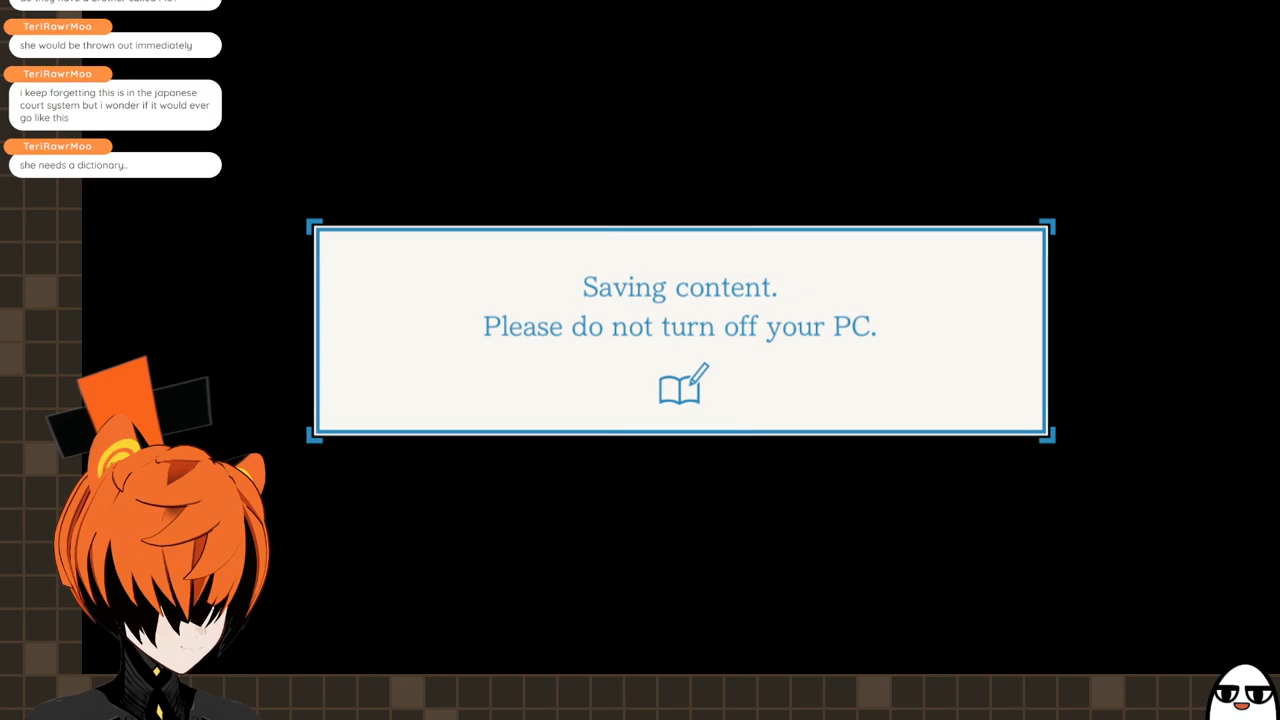 TeriRawrMoo
she would be thrown out immediately
TeriRawrMoo
i keep forgetting this is in the japanese
court system but i wonder if it would ever
go like this
TeriRawrMoo
she needs a dictionary..
Saving content.
Please do not turn off your PC.